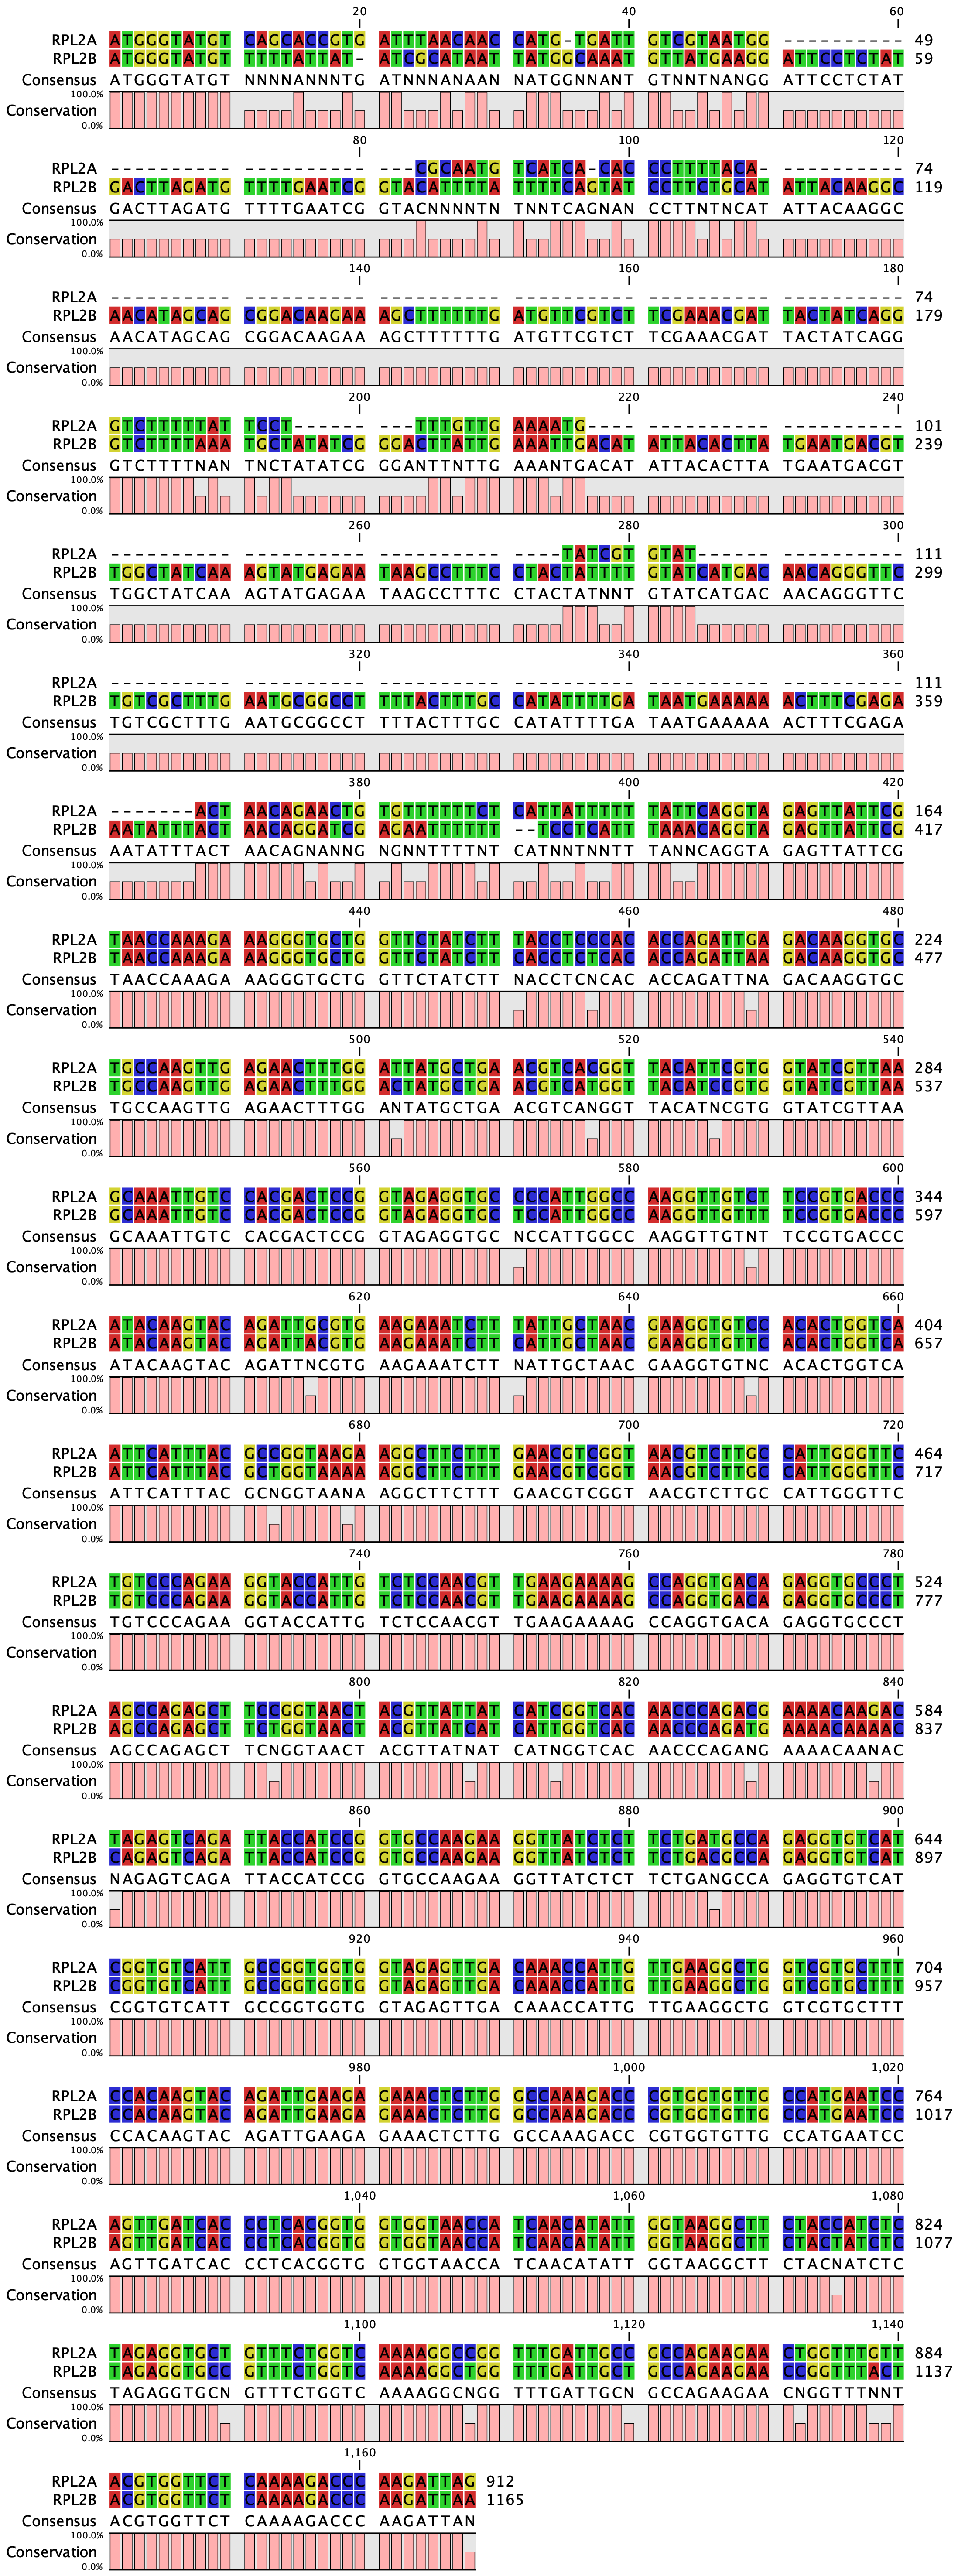 20 40 60
RPL2A ATGGGTATGT CAGCACCGTG ATTTAACAAC CATG-TGATT GTCGTAATGG ---------- 49
RPL2B ATGGGTATGT TTTTATTAT- ATCGCATAAT TATGGCAAAT GTTATGAAGG ATTCCTCTAT 59
Consensus ATGGGTATGT NNNNANNNTG ATNNNANAAN NATGGNNANT GTNNTNANGG ATTCCTCTAT
100.0%
Conservation
0.0%
80 100 120
RPL2A ---------- ---------- ---CGCAATG TCATCA-CAC CCTTTTACA- ---------- 74
RPL2B GACTTAGATG TTTTGAATCG GTACATTTTA TTTTCAGTAT CCTTCTGCAT ATTACAAGGC 119
Consensus GACTTAGATG TTTTGAATCG GTACNNNNTN TNNTCAGNAN CCTTNTNCAT ATTACAAGGC
100.0%
Conservation
0.0%
140 160 180
RPL2A ---------- ---------- ---------- ---------- ---------- ---------- 74
RPL2B AACATAGCAG CGGACAAGAA AGCTTTTTTG ATGTTCGTCT TCGAAACGAT TACTATCAGG 179
Consensus AACATAGCAG CGGACAAGAA AGCTTTTTTG ATGTTCGTCT TCGAAACGAT TACTATCAGG
100.0%
Conservation
0.0%
200 220 240
RPL2A GTCTTTTTAT TCCT------ ---TTTGTTG AAAATG---- ---------- ---------- 101
RPL2B GTCTTTTAAA TGCTATATCG GGACTTATTG AAATTGACAT ATTACACTTA TGAATGACGT 239
Consensus GTCTTTTNAN TNCTATATCG GGANTTNTTG AAANTGACAT ATTACACTTA TGAATGACGT
100.0%
Conservation
0.0%
260 280 300
RPL2A ---------- ---------- ---------- ----TATCGT GTAT------ ---------- 111
RPL2B TGGCTATCAA AGTATGAGAA TAAGCCTTTC CTACTATTTT GTATCATGAC AACAGGGTTC 299
Consensus TGGCTATCAA AGTATGAGAA TAAGCCTTTC CTACTATNNT GTATCATGAC AACAGGGTTC
100.0%
Conservation
0.0%
320 340 360
RPL2A ---------- ---------- ---------- ---------- ---------- ---------- 111
RPL2B TGTCGCTTTG AATGCGGCCT TTTACTTTGC CATATTTTGA TAATGAAAAA ACTTTCGAGA 359
Consensus TGTCGCTTTG AATGCGGCCT TTTACTTTGC CATATTTTGA TAATGAAAAA ACTTTCGAGA
100.0%
Conservation
0.0%
380 400 420
RPL2A -------ACT AACAGAACTG TGTTTTTTCT CATTATTTTT TATTCAGGTA GAGTTATTCG 164
RPL2B AATATTTACT AACAGGATCG AGAATTTTTT --TCCTCATT TAAACAGGTA GAGTTATTCG 417
Consensus AATATTTACT AACAGNANNG NGNNTTTTNT CATNNTNNTT TANNCAGGTA GAGTTATTCG
100.0%
Conservation
0.0%
440 460 480
RPL2A TAACCAAAGA AAGGGTGCTG GTTCTATCTT TACCTCCCAC ACCAGATTGA GACAAGGTGC 224
RPL2B TAACCAAAGA AAGGGTGCTG GTTCTATCTT CACCTCTCAC ACCAGATTAA GACAAGGTGC 477
Consensus TAACCAAAGA AAGGGTGCTG GTTCTATCTT NACCTCNCAC ACCAGATTNA GACAAGGTGC
100.0%
Conservation
0.0%
500 520 540
RPL2A TGCCAAGTTG AGAACTTTGG ATTATGCTGA ACGTCACGGT TACATTCGTG GTATCGTTAA 284
RPL2B TGCCAAGTTG AGAACTTTGG ACTATGCTGA ACGTCATGGT TACATCCGTG GTATCGTTAA 537
Consensus TGCCAAGTTG AGAACTTTGG ANTATGCTGA ACGTCANGGT TACATNCGTG GTATCGTTAA
100.0%
Conservation
0.0%
560 580 600
RPL2A GCAAATTGTC CACGACTCCG GTAGAGGTGC CCCATTGGCC AAGGTTGTCT TCCGTGACCC 344
RPL2B GCAAATTGTC CACGACTCCG GTAGAGGTGC TCCATTGGCC AAGGTTGTTT TCCGTGACCC 597
Consensus GCAAATTGTC CACGACTCCG GTAGAGGTGC NCCATTGGCC AAGGTTGTNT TCCGTGACCC
100.0%
Conservation
0.0%
620 640 660
RPL2A ATACAAGTAC AGATTGCGTG AAGAAATCTT TATTGCTAAC GAAGGTGTCC ACACTGGTCA 404
RPL2B ATACAAGTAC AGATTACGTG AAGAAATCTT CATTGCTAAC GAAGGTGTTC ACACTGGTCA 657
Consensus ATACAAGTAC AGATTNCGTG AAGAAATCTT NATTGCTAAC GAAGGTGTNC ACACTGGTCA
100.0%
Conservation
0.0%
680 700 720
RPL2A ATTCATTTAC GCCGGTAAGA AGGCTTCTTT GAACGTCGGT AACGTCTTGC CATTGGGTTC 464
RPL2B ATTCATTTAC GCTGGTAAAA AGGCTTCTTT GAACGTCGGT AACGTCTTGC CATTGGGTTC 717
Consensus ATTCATTTAC GCNGGTAANA AGGCTTCTTT GAACGTCGGT AACGTCTTGC CATTGGGTTC
100.0%
Conservation
0.0%
740 760 780
RPL2A TGTCCCAGAA GGTACCATTG TCTCCAACGT TGAAGAAAAG CCAGGTGACA GAGGTGCCCT 524
RPL2B TGTCCCAGAA GGTACCATTG TCTCCAACGT TGAAGAAAAG CCAGGTGACA GAGGTGCCCT 777
Consensus TGTCCCAGAA GGTACCATTG TCTCCAACGT TGAAGAAAAG CCAGGTGACA GAGGTGCCCT
100.0%
Conservation
0.0%
800 820 840
RPL2A AGCCAGAGCT TCCGGTAACT ACGTTATTAT CATCGGTCAC AACCCAGACG AAAACAAGAC 584
RPL2B AGCCAGAGCT TCTGGTAACT ACGTTATCAT CATTGGTCAC AACCCAGATG AAAACAAAAC 837
Consensus AGCCAGAGCT TCNGGTAACT ACGTTATNAT CATNGGTCAC AACCCAGANG AAAACAANAC
100.0%
Conservation
0.0%
860 880 900
RPL2A TAGAGTCAGA TTACCATCCG GTGCCAAGAA GGTTATCTCT TCTGATGCCA GAGGTGTCAT 644
RPL2B CAGAGTCAGA TTACCATCCG GTGCCAAGAA GGTTATCTCT TCTGACGCCA GAGGTGTCAT 897
Consensus NAGAGTCAGA TTACCATCCG GTGCCAAGAA GGTTATCTCT TCTGANGCCA GAGGTGTCAT
100.0%
Conservation
0.0%
920 940 960
RPL2A CGGTGTCATT GCCGGTGGTG GTAGAGTTGA CAAACCATTG TTGAAGGCTG GTCGTGCTTT 704
RPL2B CGGTGTCATT GCCGGTGGTG GTAGAGTTGA CAAACCATTG TTGAAGGCTG GTCGTGCTTT 957
Consensus CGGTGTCATT GCCGGTGGTG GTAGAGTTGA CAAACCATTG TTGAAGGCTG GTCGTGCTTT
100.0%
Conservation
0.0%
980 1,000 1,020
RPL2A CCACAAGTAC AGATTGAAGA GAAACTCTTG GCCAAAGACC CGTGGTGTTG CCATGAATCC 764
RPL2B CCACAAGTAC AGATTGAAGA GAAACTCTTG GCCAAAGACC CGTGGTGTTG CCATGAATCC 1017
Consensus CCACAAGTAC AGATTGAAGA GAAACTCTTG GCCAAAGACC CGTGGTGTTG CCATGAATCC
100.0%
Conservation
0.0%
1,040 1,060 1,080
RPL2A AGTTGATCAC CCTCACGGTG GTGGTAACCA TCAACATATT GGTAAGGCTT CTACCATCTC 824
RPL2B AGTTGATCAC CCTCACGGTG GTGGTAACCA TCAACATATT GGTAAGGCTT CTACTATCTC 1077
Consensus AGTTGATCAC CCTCACGGTG GTGGTAACCA TCAACATATT GGTAAGGCTT CTACNATCTC
100.0%
Conservation
0.0%
1,100 1,120 1,140
RPL2A TAGAGGTGCT GTTTCTGGTC AAAAGGCCGG TTTGATTGCC GCCAGAAGAA CTGGTTTGTT 884
RPL2B TAGAGGTGCC GTTTCTGGTC AAAAGGCTGG TTTGATTGCT GCCAGAAGAA CCGGTTTACT 1137
Consensus TAGAGGTGCN GTTTCTGGTC AAAAGGCNGG TTTGATTGCN GCCAGAAGAA CNGGTTTNNT
100.0%
Conservation
0.0%
1,160
RPL2A ACGTGGTTCT CAAAAGACCC AAGATTAG 912
RPL2B ACGTGGTTCT CAAAAGACCC AAGATTAA 1165
Consensus ACGTGGTTCT CAAAAGACCC AAGATTAN
100.0%
Conservation
0.0%